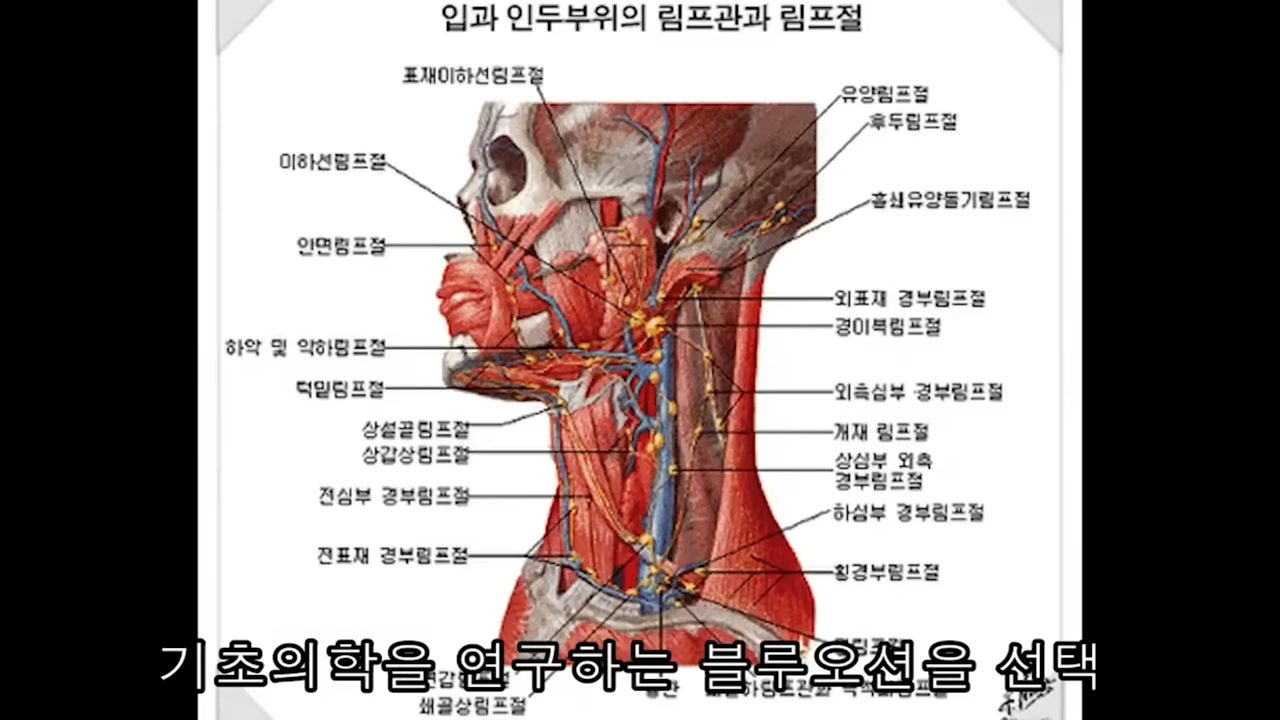 입과 인두부위의 림프관과 림프절
표재이하선림프절
유양림프절
후두림프절
이하선림프절
흉쇄유양돌기림프절
안면림프절
외표재 경부림프절
경이복림프절
하악 및 악하림프절
턱밑림프절
외측심부 경부림프절
상설골림프절
개재 림프절
상갑상림프절
상심부 외측
경부림프절
전심부 경부림프절
하심부 경부림프절
전표재 경부림프절
횡경부림프절
기초의학을 연구하는 블루오션을 선택
쇄골상림프절